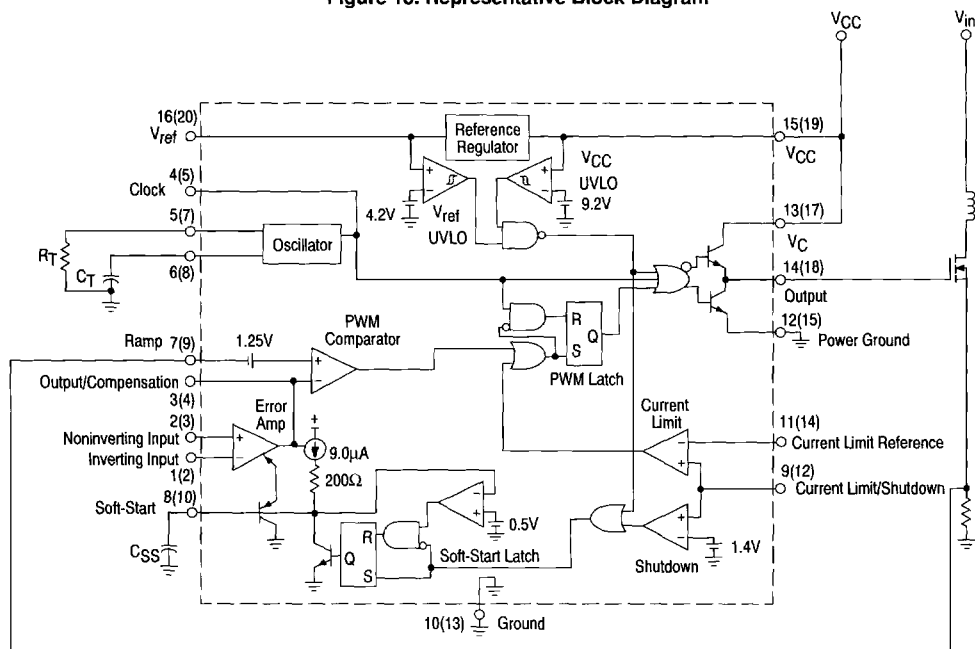 Figure 16. Representative Block Diagram
VCC
Vin
16(20)
Vref
Reference
Regulator
15(19)
VCC
4(5)
Clock
4.2V
Vref
UVLO
VCC
UVLO
9.2V
5(7)
RT
CT
6(8)
Oscillator
13(17)
VC
14(18)
Output
12(15)
Power Ground
Ramp 7(9)
1.25V
PWM
Comparator
R
Q
S
PWM Latch
Output/Compensation
3(4)
2(3)
Error
Amp
Noninverting Input
Inverting Input
1(2)
+
9.0µA
200Ω
Current
Limit
11(14)
Current Limit Reference
9(12)
Current Limit/Shutdown
8(10)
Soft-Start
CSS
0.5V
R
Q
S
Soft-Start Latch
1.4V
Shutdown
10(13)
Ground